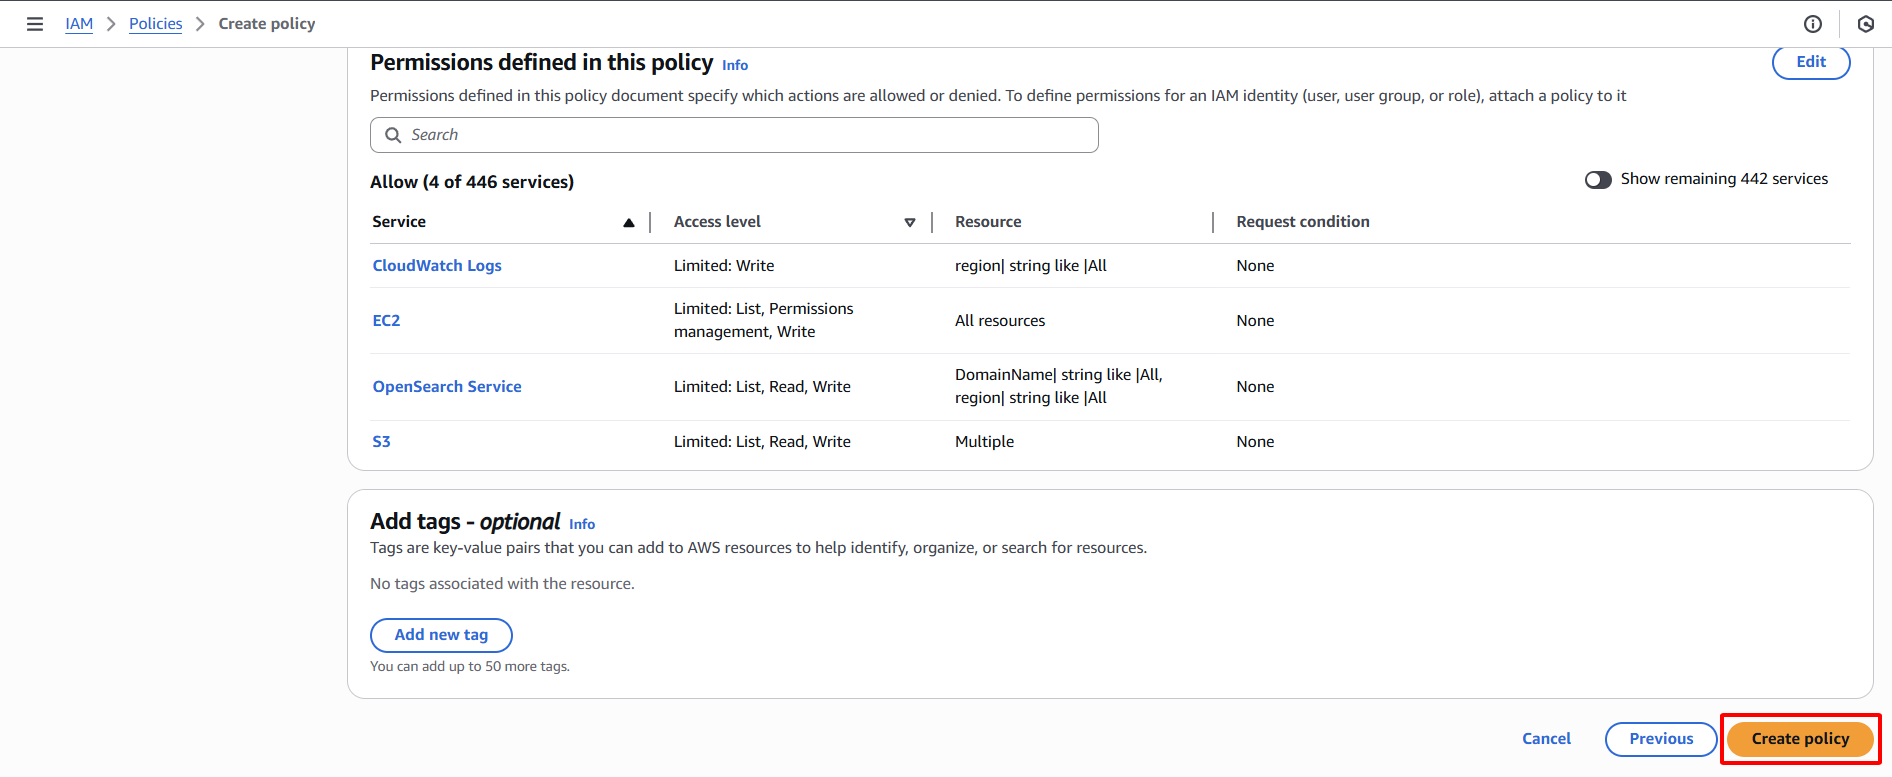 IAM > Policies > Create policy
Permissions defined in this policy Info
Edit
Permissions defined in this policy document specify which actions are allowed or denied. To define permissions for an IAM identity (user, user group, or role), attach a policy to it
Search
Allow (4 of 446 services)
Show remaining 442 services
Service Access level Resource Request condition
CloudWatch Logs Limited: Write region| string like |All None
EC2 Limited: List, Permissions management, Write All resources None
OpenSearch Service Limited: List, Read, Write DomainName| string like |All, region| string like |All None
S3 Limited: List, Read, Write Multiple None
Add tags - optional Info
Tags are key-value pairs that you can add to AWS resources to help identify, organize, or search for resources.
No tags associated with the resource.
Add new tag
You can add up to 50 more tags.
Cancel Previous Create policy